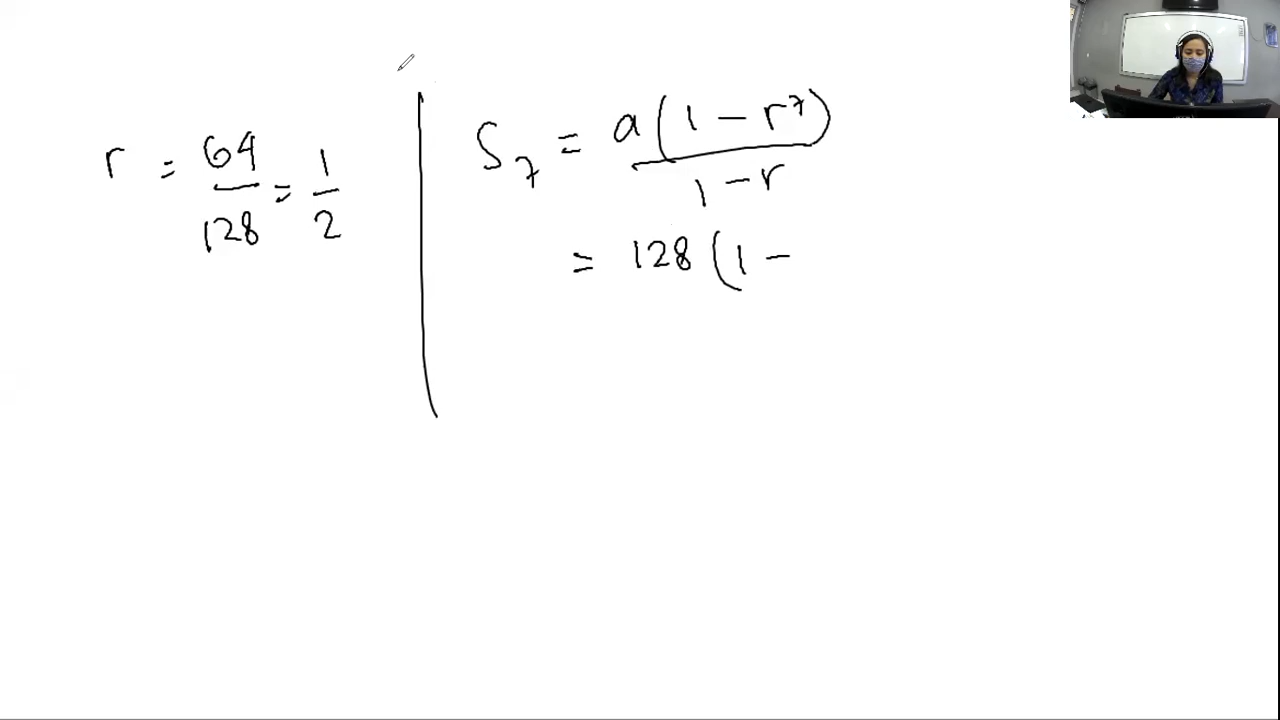 r = 64/128 = 1/2
S₇ = a(1 - r⁷)/1 - r
= 128 (1 -